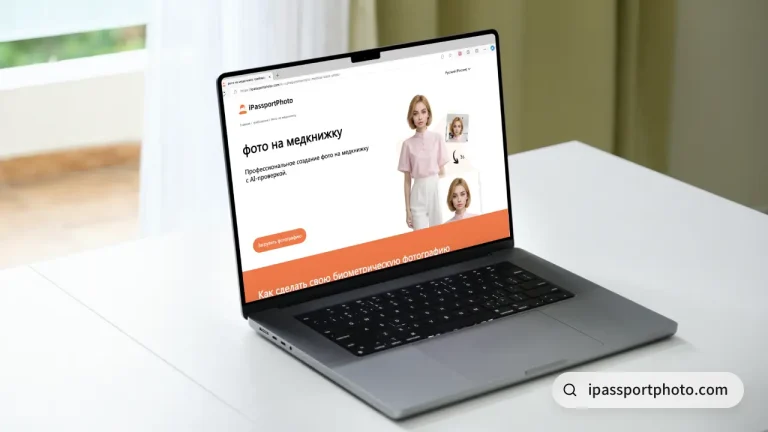 iPassportPhoto
фото на медкнижку
Профессиональное создание фото на медкнижку
с AI-проверкой.
Загрузить фотографию
Как сделать свою биометрическую фотографию
ipassportphoto.com